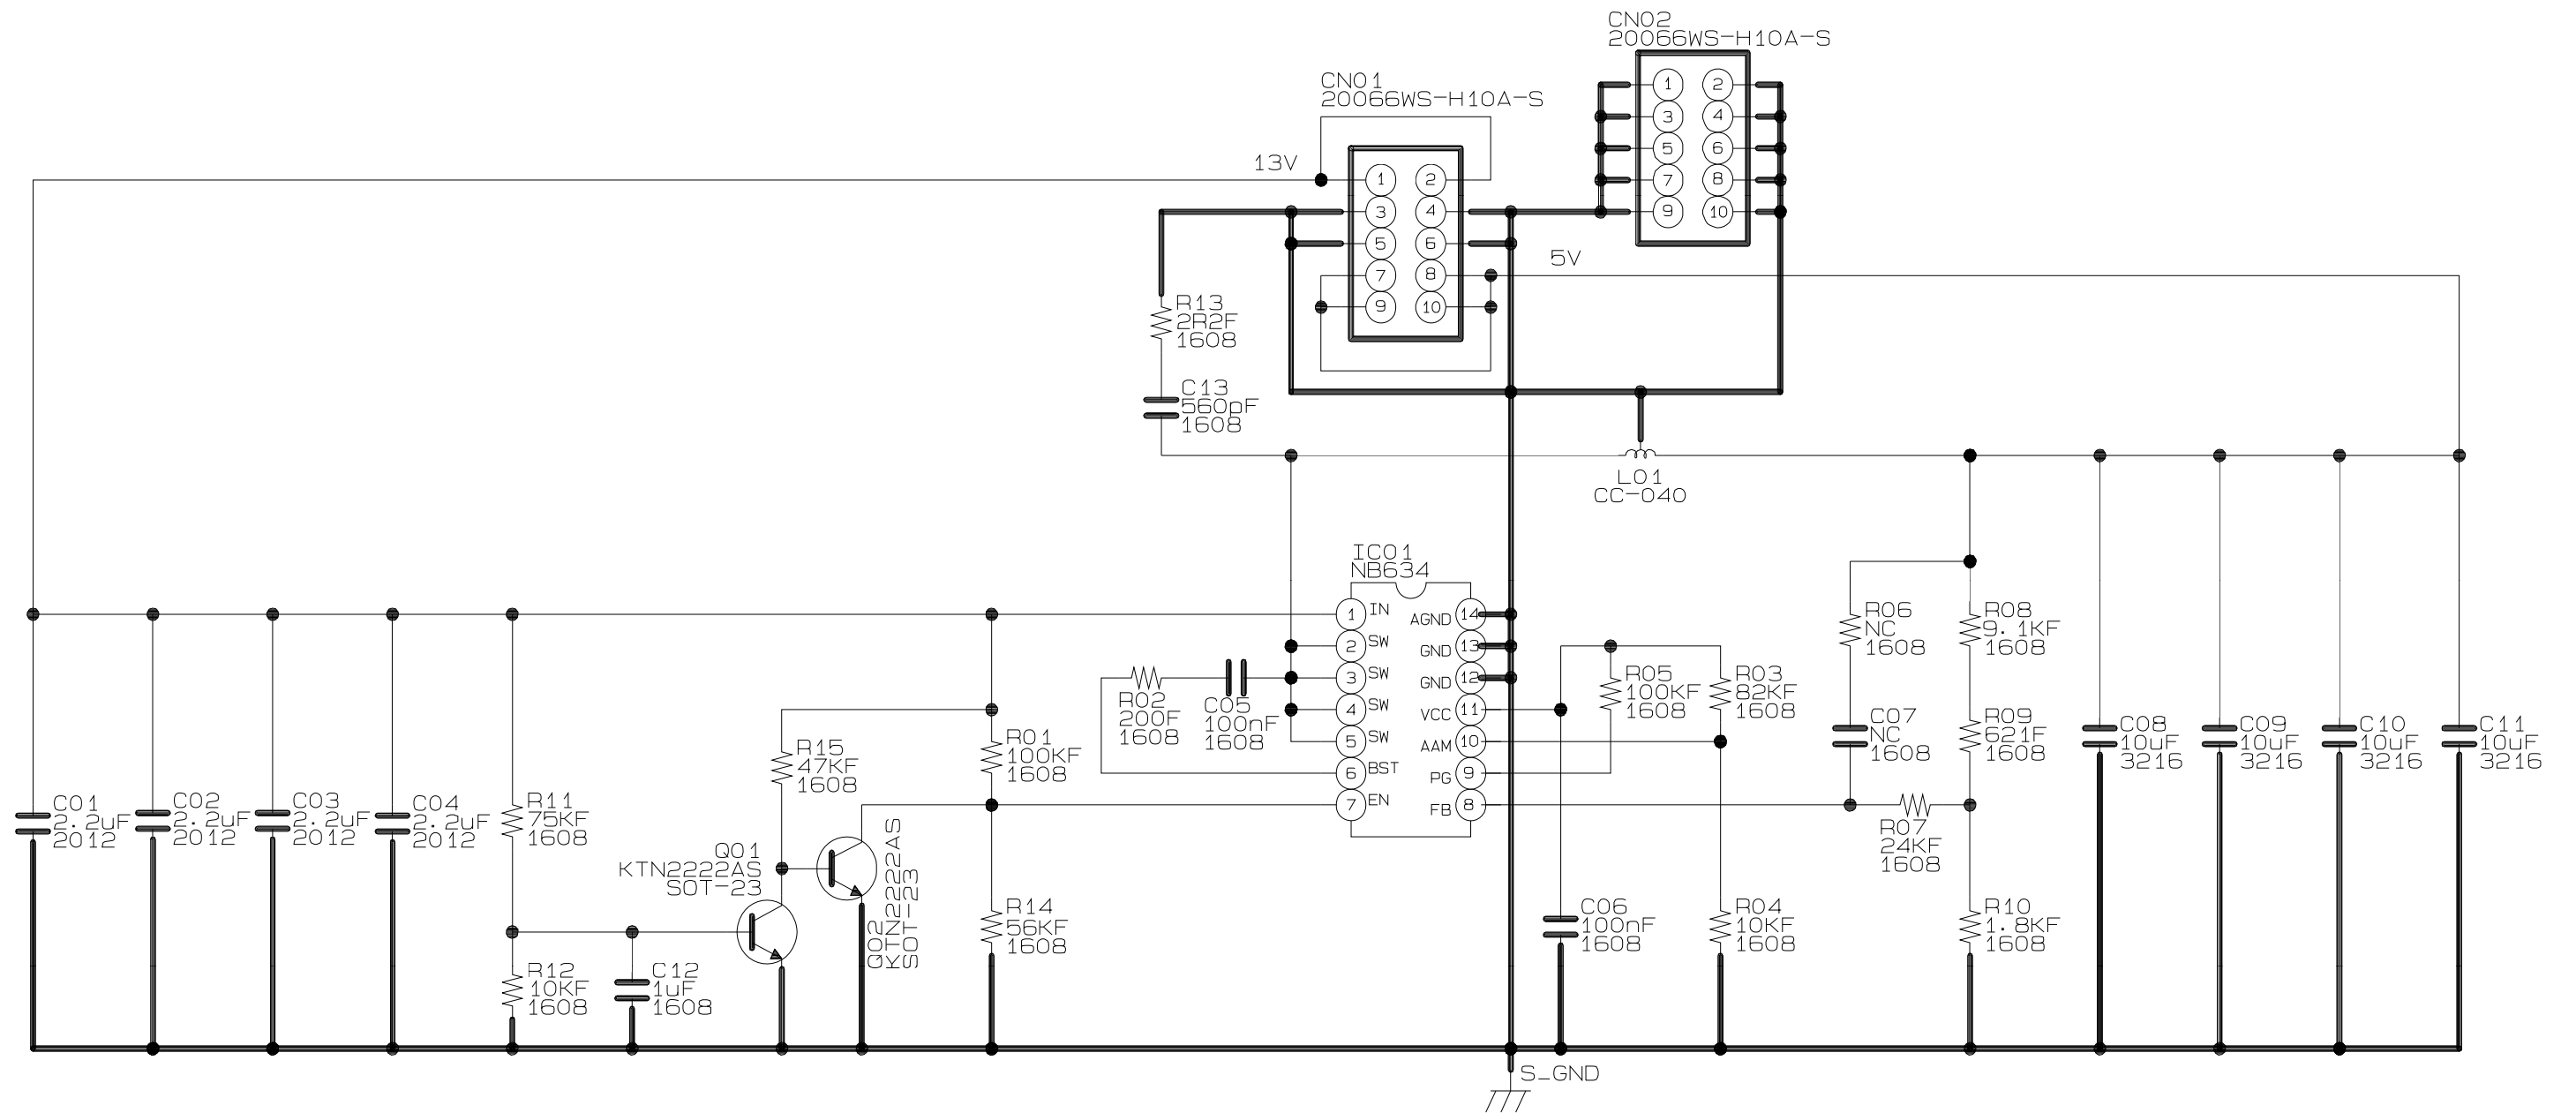 CN02
20066WS-H10A-S
1 2
3 4
5 6
7 8
9 10
CN01
20066WS-H10A-S
13V
1 2
3 4
5 6
7 8
9 10
5V
R13
2R2F
1608
C13
560pF
1608
L01
CC-040
IC01
NB634
1 IN
2 SW
3 SW
4 SW
5 SW
6 BST
7 EN
AGND 14
GND 13
GND 12
VCC 11
AAM 10
PG 9
FB 8
R02
200F
1608
C05
100nF
1608
R05
100KF
1608
R03
82KF
1608
R06
NC
1608
R08
9.1KF
1608
C07
NC
1608
R09
621F
1608
C08
10uF
3216
C09
10uF
3216
C10
10uF
3216
C11
10uF
3216
R15
47KF
1608
R01
100KF
1608
C01
2.2uF
2012
C02
2.2uF
2012
C03
2.2uF
2012
C04
2.2uF
2012
R11
75KF
1608
R07
24KF
1608
Q01
KTN2222AS
SOT-23
Q02
KTN2222AS
SOT-23
R14
56KF
1608
C06
100nF
1608
R04
10KF
1608
R10
1.8KF
1608
R12
10KF
1608
C12
1uF
1608
S_GND